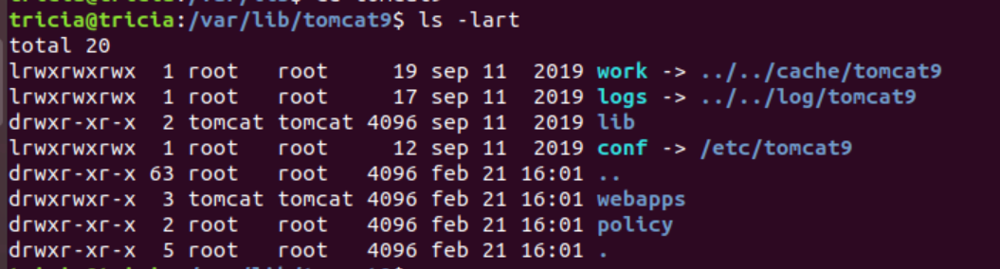 tricia@tricia:/var/lib/tomcat9$ ls -lart
total 20
lrwxrwxrwx  1 root   root     19 sep 11  2019 work -> ../../cache/tomcat9
lrwxrwxrwx  1 root   root     17 sep 11  2019 logs -> ../../log/tomcat9
drwxr-xr-x  2 tomcat tomcat 4096 sep 11  2019 lib
lrwxrwxrwx  1 root   root     12 sep 11  2019 conf -> /etc/tomcat9
drwxr-xr-x 63 root   root   4096 feb 21 16:01 ..
drwxrwxr-x  3 tomcat tomcat 4096 feb 21 16:01 webapps
drwxr-xr-x  2 root   root   4096 feb 21 16:01 policy
drwxr-xr-x  5 root   root   4096 feb 21 16:01 .